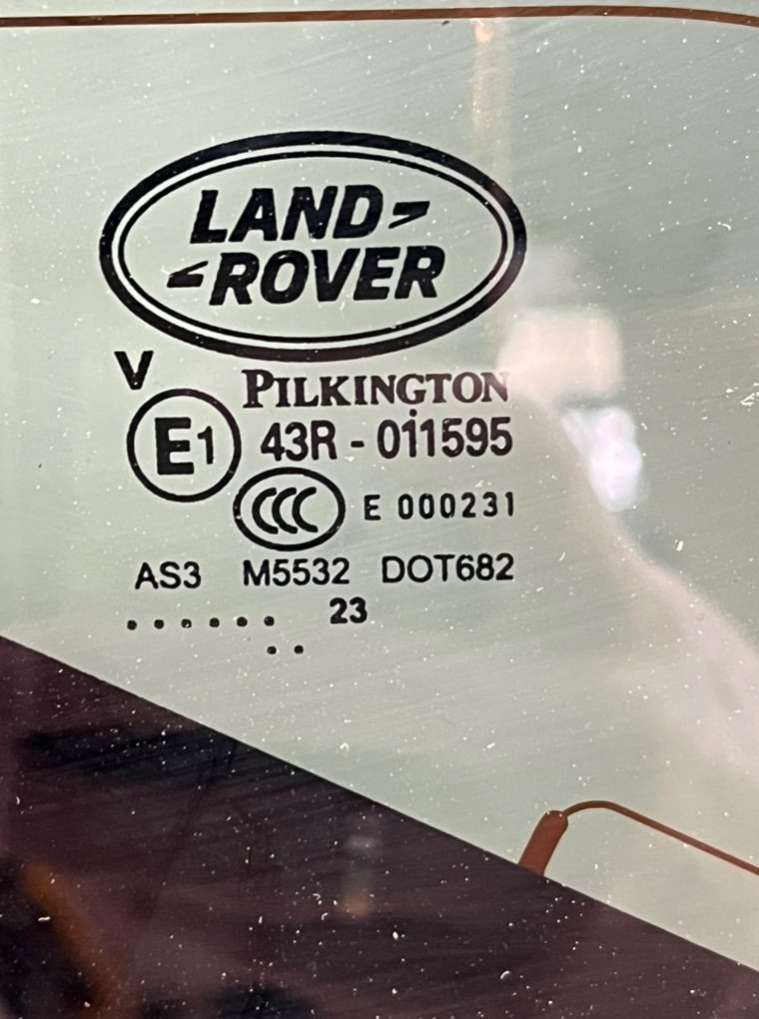 LAND
ROVER
V
PILKINGTON
E1 43R - 011595
CCC E 000231
AS3 M5532 DOT682
...... 23
..